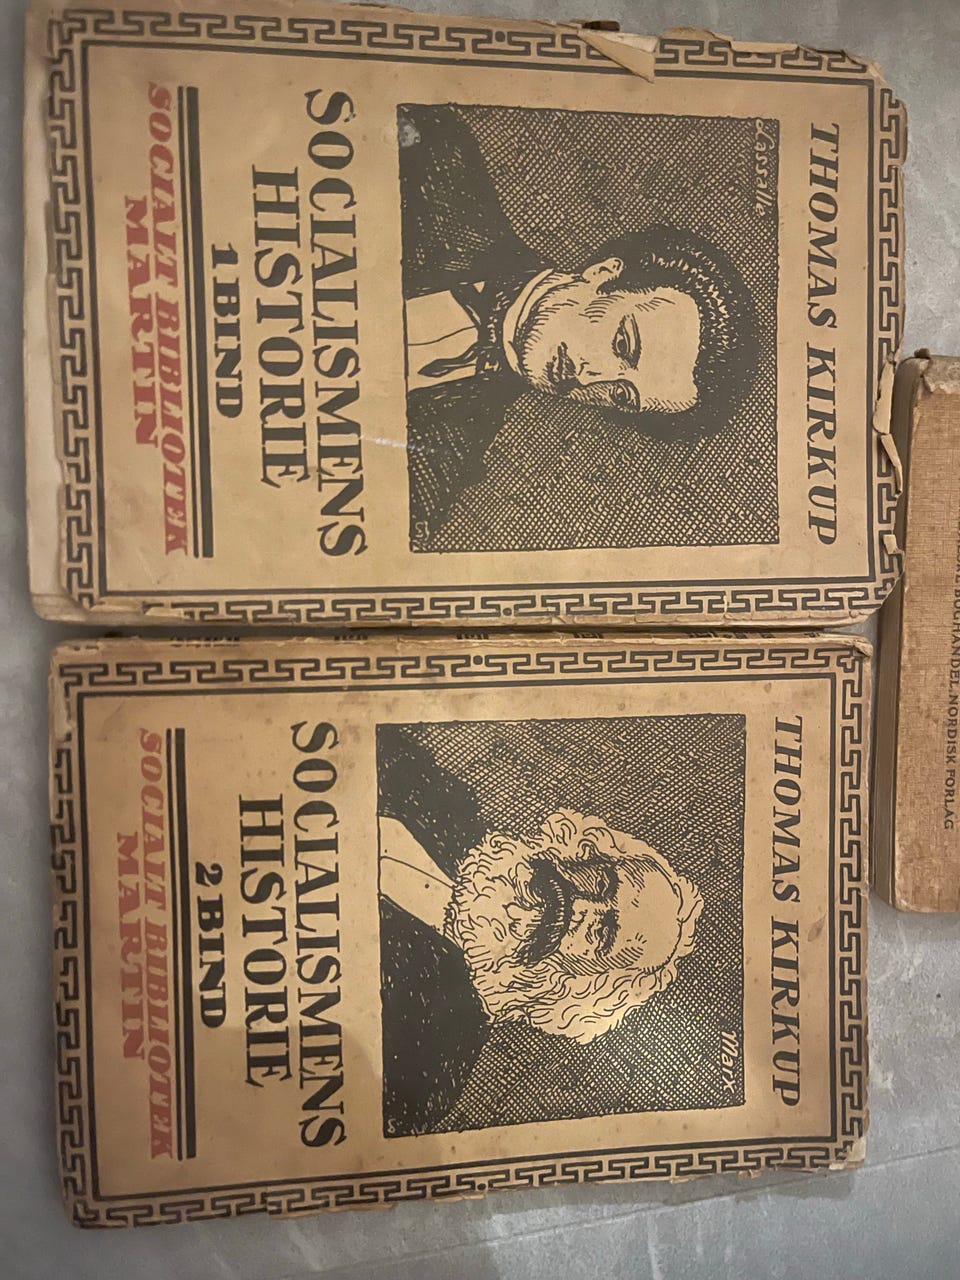 THOMAS KIRKUP
Lassalle
SOCIALISMENS
HISTORIE
1 BIND
SOCIALT BIBLIOTEK
MARTIN
THOMAS KIRKUP
Marx
SOCIALISMENS
HISTORIE
2 BIND
SOCIALT BIBLIOTEK
MARTIN
BOGHANDEL, NORDISK FORLAG